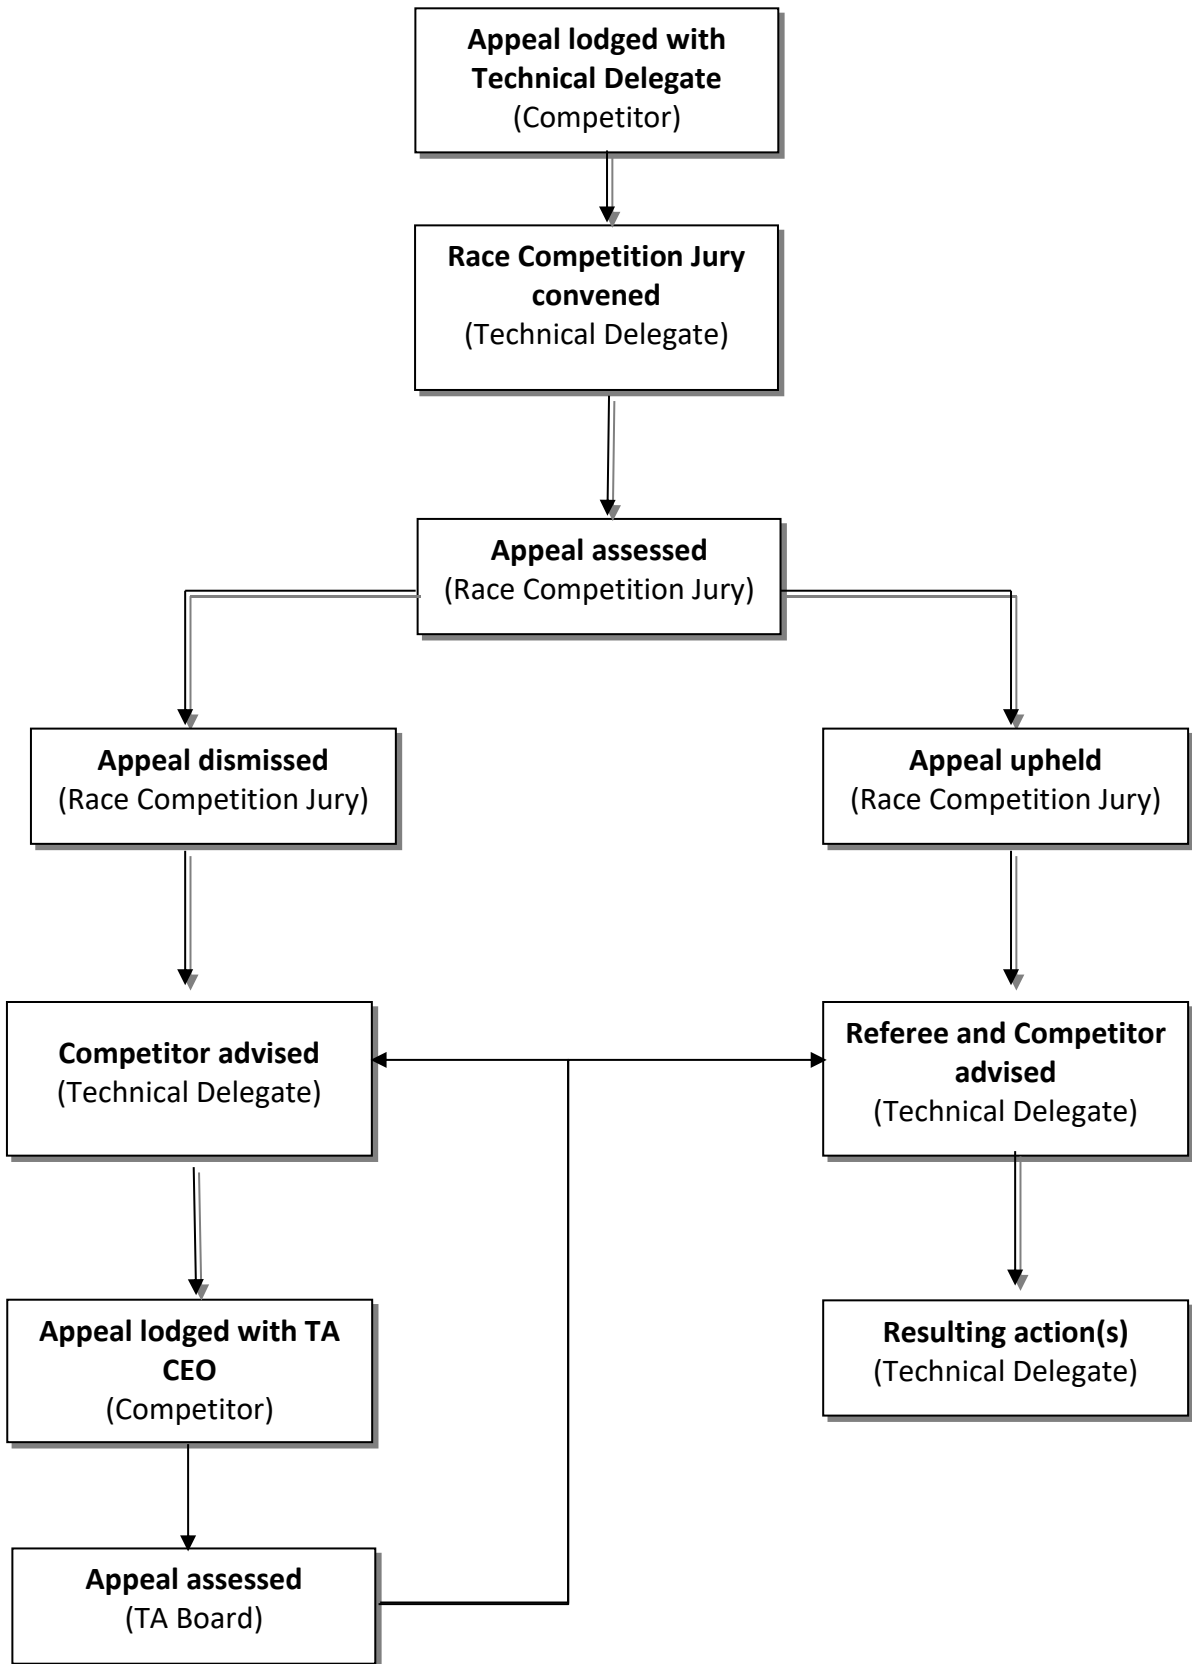 Appeal lodged with
Technical Delegate
(Competitor)
Race Competition Jury
convened
(Technical Delegate)
Appeal assessed
(Race Competition Jury)
Appeal dismissed
(Race Competition Jury)
Appeal upheld
(Race Competition Jury)
Competitor advised
(Technical Delegate)
Referee and Competitor
advised
(Technical Delegate)
Appeal lodged with TA
CEO
(Competitor)
Resulting action(s)
(Technical Delegate)
Appeal assessed
(TA Board)